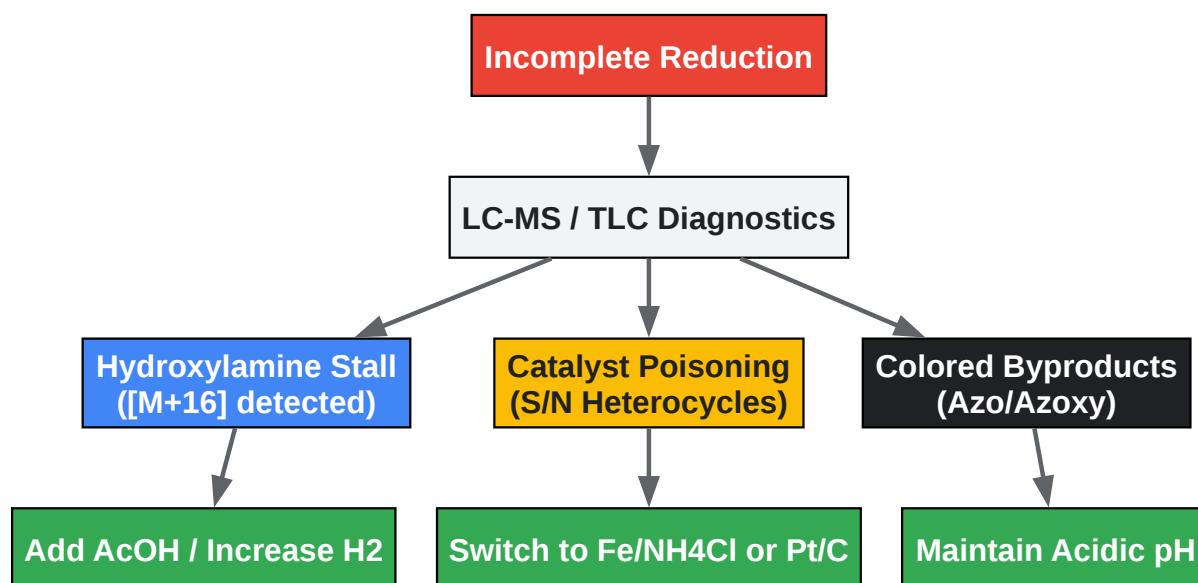 Incomplete Reduction
LC-MS / TLC Diagnostics
Hydroxylamine Stall
([M+16] detected)
Catalyst Poisoning
(S/N Heterocycles)
Colored Byproducts
(Azo/Azoxy)
Add AcOH / Increase H2
Switch to Fe/NH4Cl or Pt/C
Maintain Acidic pH